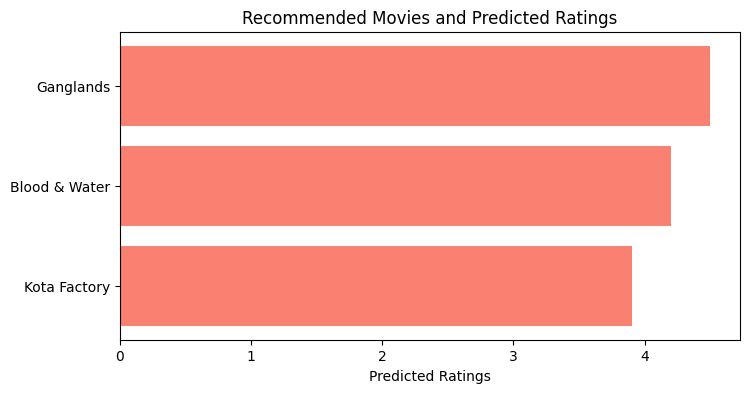 Recommended Movies and Predicted Ratings
Ganglands
Blood & Water
Kota Factory
0 1 2 3 4
Predicted Ratings